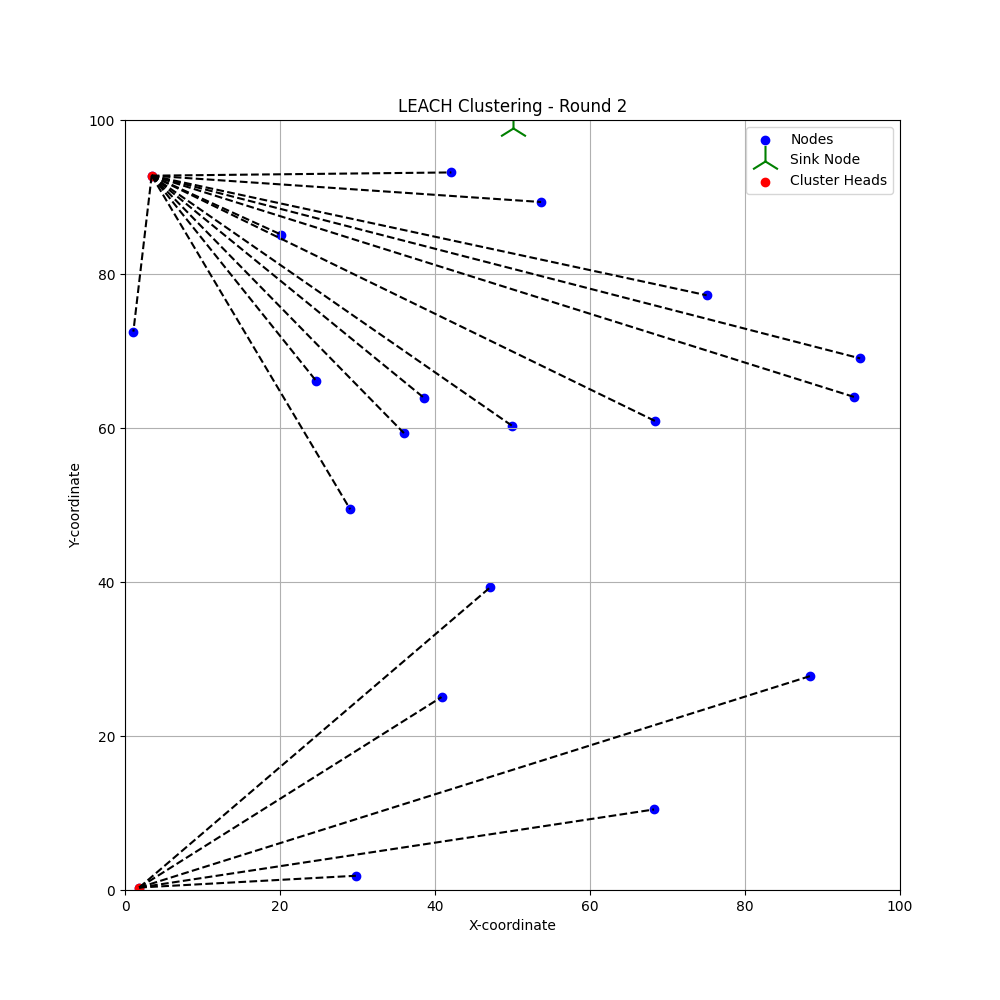 LEACH Clustering - Round 2
Nodes
Sink Node
Cluster Heads
100
80
60
40
20
0
Y-coordinate
0 20 40 60 80 100
X-coordinate